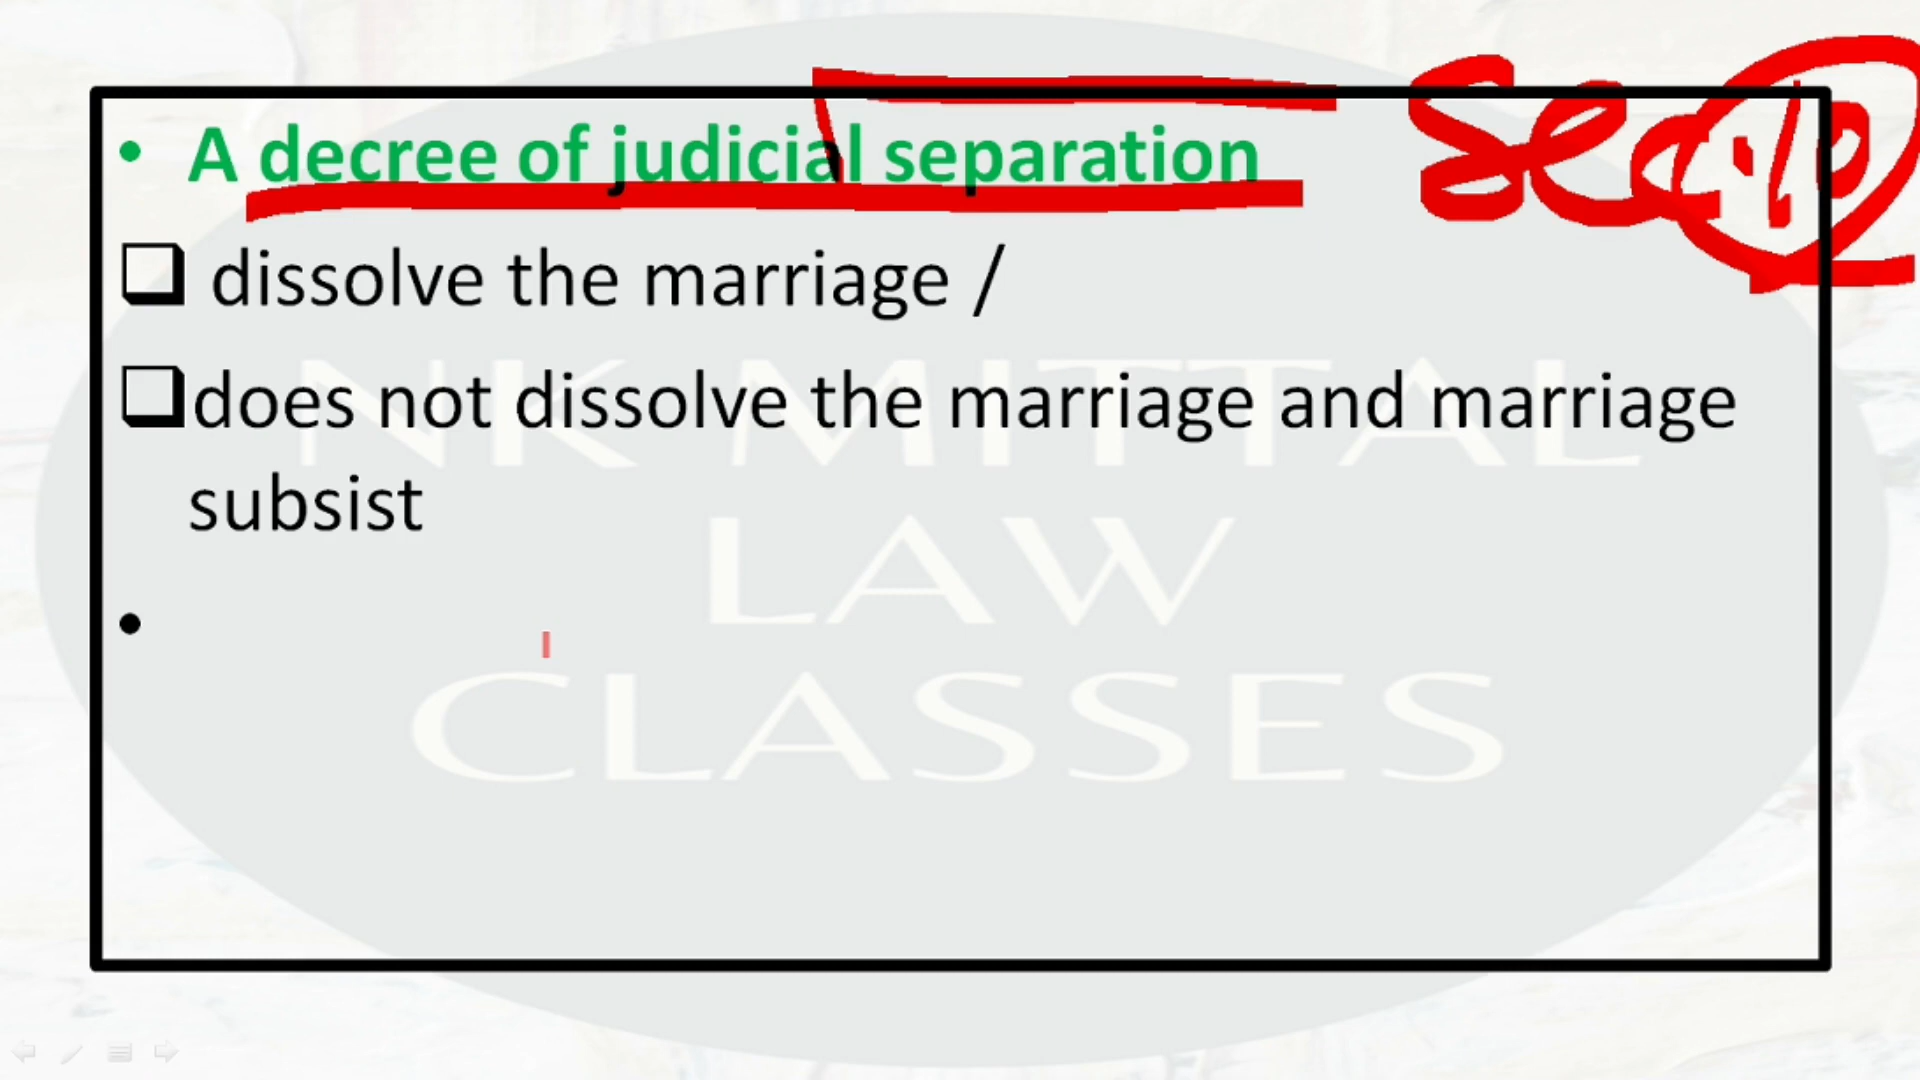 • A decree of judicial separation
sec.10
❑ dissolve the marriage /
❑does not dissolve the marriage and marriage
subsist
•
NK MITTAL
LAW
CLASSES